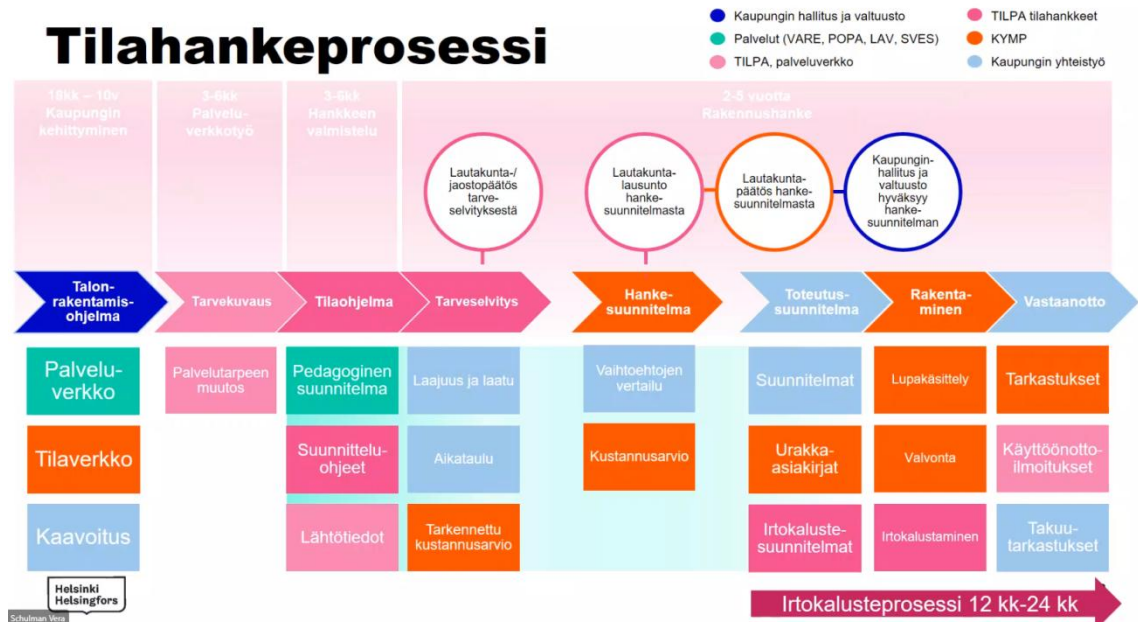 Tilahankeprosessi
Kaupungin hallitus ja valtuusto
Palvelut (VARE, POPA, LAV, SVES)
TILPA, palveluverkko
TILPA tilahankkeet
KYMP
Kaupungin yhteistyö
18kk – 10v
Kaupungin
kehittyminen
3-6kk
Palvelu-
verkkotyö
3-6kk
Hankkeen
valmistelu
2-5 vuotta
Rakennushanke
Lautakunta-/
jaostopäätös
tarve-
selvityksestä
Lautakunta-
lausunto
hanke-
suunnitelmasta
Lautakunta-
päätös hanke-
suunnitelmasta
Kaupungin-
hallitus ja
valtuusto
hyväksyy
hanke-
suunnitelman
Talon-
rakentamis-
ohjelma
Tarvekuvaus
Tilaohjelma
Tarveselvitys
Hanke-
suunnitelma
Toteutus-
suunnitelma
Rakenta-
minen
Vastaanotto
Palvelu-
verkko
Palvelutarpeen
muutos
Pedagoginen
suunnitelma
Laajuus ja laatu
Vaihtoehtojen
vertailu
Suunnitelmat
Lupakäsittely
Tarkastukset
Tilaverkko
Suunnittelu-
ohjeet
Aikataulu
Kustannusarvio
Urakka-
asiakirjat
Valvonta
Käyttöönotto-
ilmoitukset
Kaavoitus
Lähtötiedot
Tarkennettu
kustannusarvio
Irtokaluste-
suunnitelmat
Irtokalustaminen
Takuu-
tarkastukset
Helsinki
Helsingfors
Schulman Vera
Irtokalusteprosessi 12 kk-24 kk